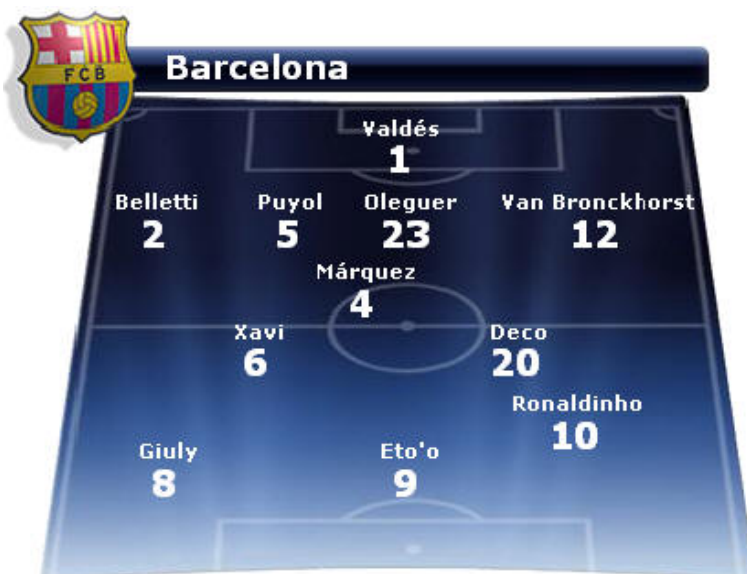 FCB
Barcelona
Valdés
1
Belletti Puyol Oleguer Van Bronckhorst
2 5 23 12
Márquez
4
Xavi Deco
6 20
Ronaldinho
10
Giuly Eto'o
8 9